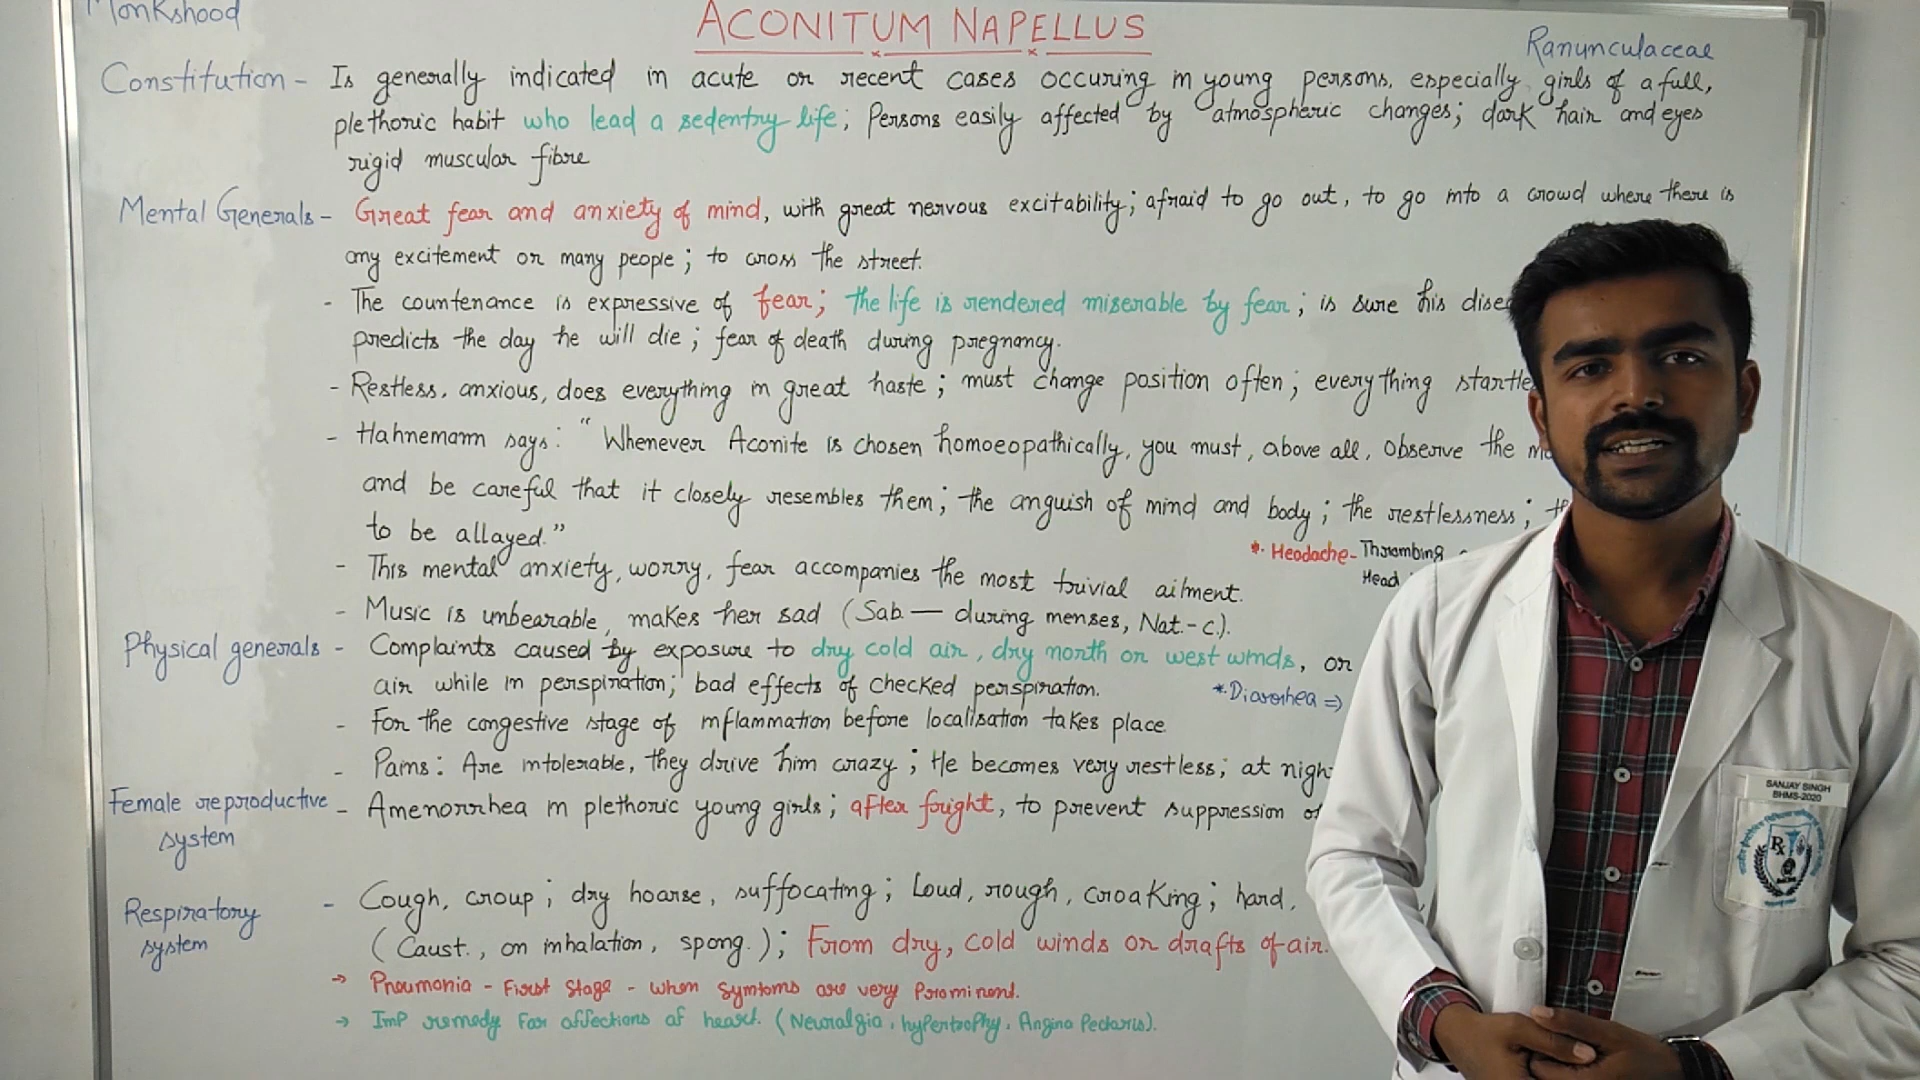 Monkshood
ACONITUM NAPELLUS
Ranunculaceae
Constitution - Is generally indicated in acute or recent cases occuring in young persons, especially girls of a full,
plethoric habit who lead a sedentry life; Persons easily affected by atmospheric changes; dark hair and eyes
rigid muscular fibre
Mental Generals - Great fear and anxiety of mind, with great nervous excitability; afraid to go out, to go into a crowd where there is
any excitement or many people; to cross the street.
- The countenance is expressive of fear; the life is rendered miserable by fear; is sure his
predicts the day he will die; fear of death during pregnancy.
- Restless, anxious, does everything in great haste; must change position often; everything
- Hahnemann says: "Whenever Aconite is chosen homoeopathically, you must, above all, observe the
and be careful that it closely resembles them; the anguish of mind and body; the restlessness;
to be allayed."
* Headache - Thrombing
Head
- This mental anxiety, worry, fear accompanies the most trivial ailment.
- Music is unbearable, makes her sad (Sab. — during menses, Nat.-c.).
Physical generals - Complaints caused by exposure to dry cold air, dry north or west winds, or
air while in perspiration; bad effects of checked perspiration.
*. Diarrhea ⇒
- For the congestive stage of inflammation before localisation takes place
- Pains: Are intolerable, they drive him crazy; He becomes very restless; at
Female reproductive - Amenorrhea in plethoric young girls; after fright, to prevent suppression
system
Respiratory - Cough, croup; dry hoarse, suffocating; Loud, rough, croaking; hard,
system (Caust., on inhalation, spong.); From dry, cold winds or drafts of air.
→ Pneumonia - First Stage - When Symtoms are very Prominent.
→ Imp remedy For affections of heart. (Neuralgia, hypertrophy, Angina Pectoris).
SANJAY SINGH
BHMS-2020
Rx